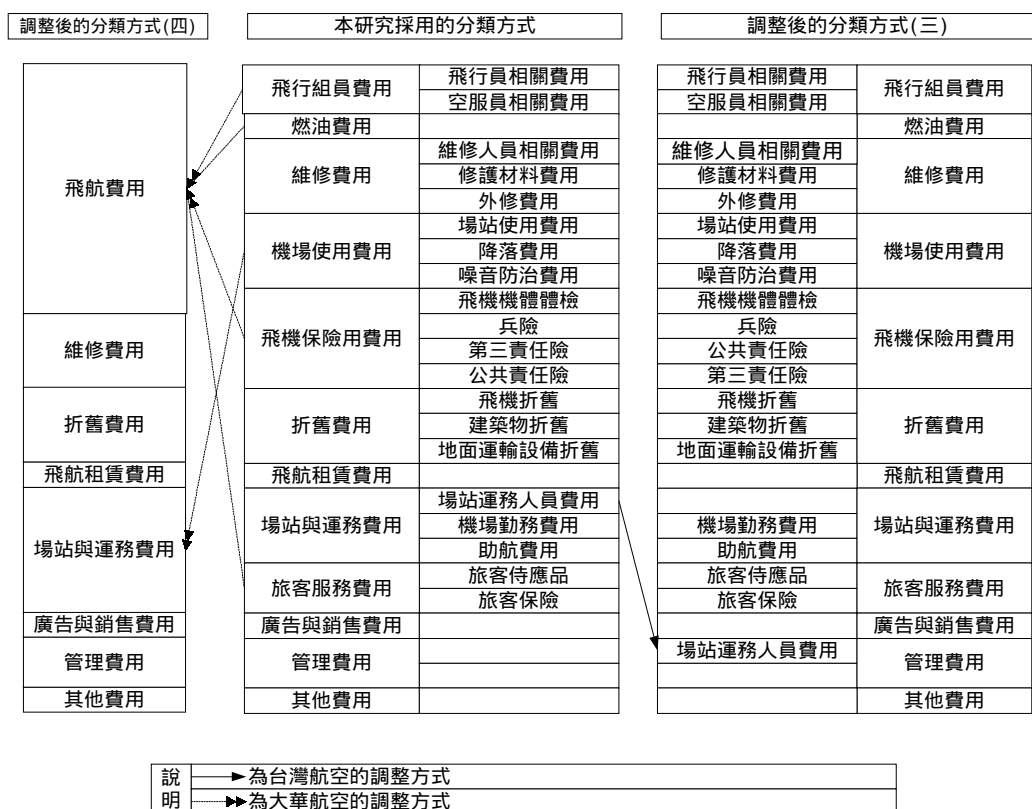 調整後的分類方式(四)
本研究採用的分類方式
調整後的分類方式(三)
飛航費用
維修費用
折舊費用
飛航租賃費用
場站與運務費用
廣告與銷售費用
管理費用
其他費用
飛行組員費用
飛行員相關費用
空服員相關費用
燃油費用
維修費用
維修人員相關費用
修護材料費用
外修費用
機場使用費用
場站使用費用
降落費用
噪音防治費用
飛機保險用費用
飛機機體體檢
兵險
第三責任險
公共責任險
折舊費用
飛機折舊
建築物折舊
地面運輸設備折舊
飛航租賃費用
場站與運務費用
場站運務人員費用
機場勤務費用
助航費用
旅客服務費用
旅客侍應品
旅客保險
廣告與銷售費用
管理費用
其他費用
飛行員相關費用
空服員相關費用
飛行組員費用
燃油費用
維修人員相關費用
修護材料費用
外修費用
維修費用
場站使用費用
降落費用
噪音防治費用
機場使用費用
飛機機體體檢
兵險
公共責任險
第三責任險
飛機保險用費用
飛機折舊
建築物折舊
地面運輸設備折舊
折舊費用
飛航租賃費用
機場勤務費用
助航費用
場站與運務費用
旅客侍應品
旅客保險
旅客服務費用
廣告與銷售費用
場站運務人員費用
管理費用
其他費用
說明
為台灣航空的調整方式
為大華航空的調整方式